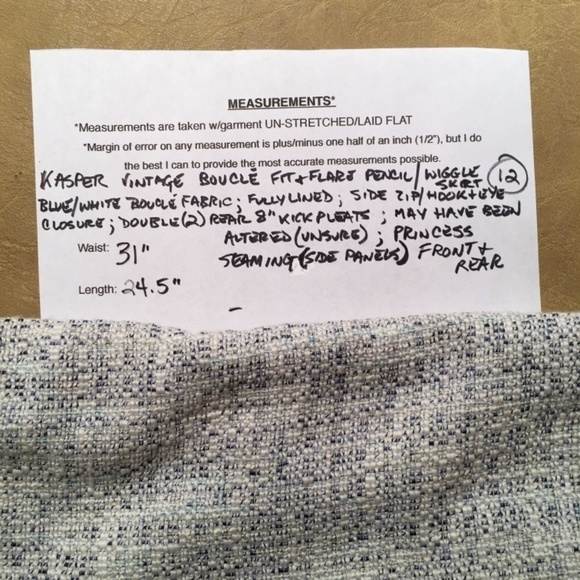 MEASUREMENTS*
*Measurements are taken w/garment UN-STRETCHED/LAID FLAT
*Margin of error on any measurement is plus/minus one half of an inch (1/2"), but I do
the best I can to provide the most accurate measurements possible.
KASPER VINTAGE BOUCLÉ FIT + FLARE PENCIL/WIGGLE SKIRT 12
BLUE/WHITE BOUCLÉ FABRIC; FULLY LINED; SIDE ZIP/HOOK+EYE
CLOSURE; DOUBLE(2) REAR 8" KICK PLEATS; MAY HAVE BEEN
ALTERED (UNSURE); PRINCESS
Waist: 31" SEAMING (SIDE PANELS) FRONT +
REAR
Length: 24.5"